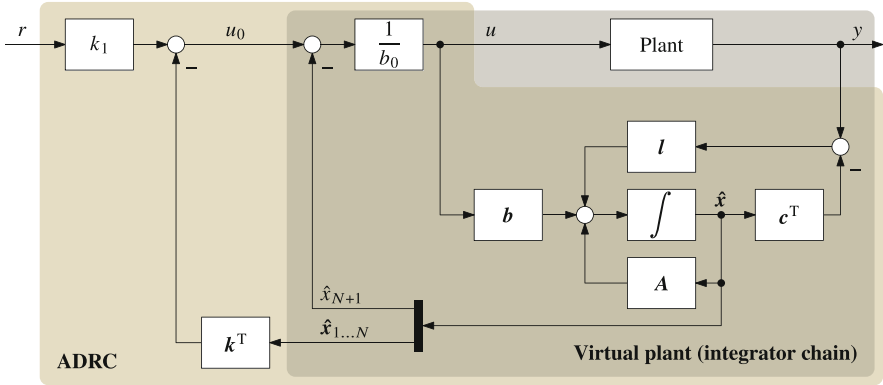 r
k₁
−
u₀
−
1
b₀
u
Plant
y
l
−
b
∫
x̂
cᵀ
A
x̂_{N+1}
x̂_{1…N}
kᵀ
ADRC
Virtual plant (integrator chain)